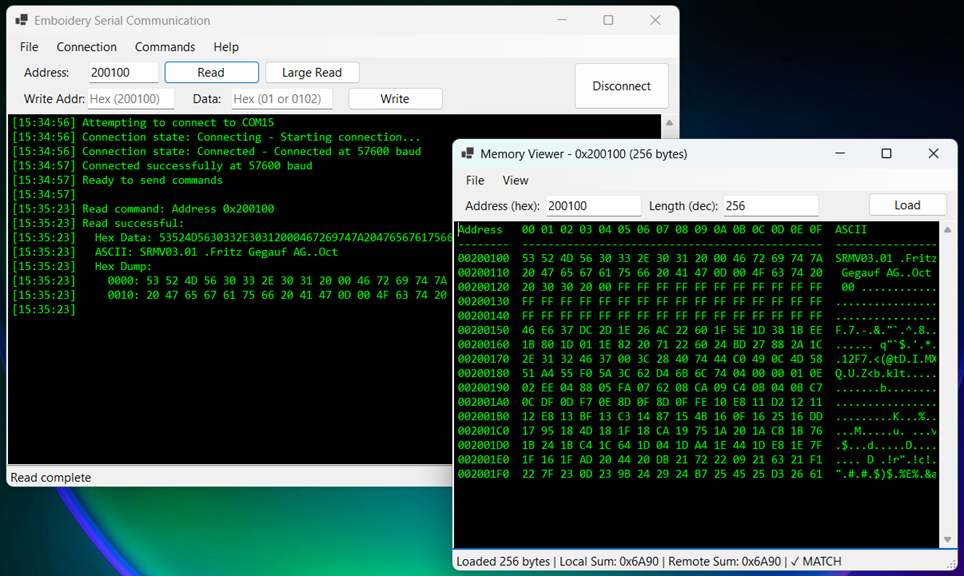 Emboidery Serial Communication
File Connection Commands Help
Address: 200100 Read Large Read
Disconnect
Write Addr: Hex (200100) Data: Hex (01 or 0102) Write
[15:34:56] Attempting to connect to COM15
[15:34:56] Connection state: Connecting - Starting connection...
[15:34:56] Connection state: Connected - Connected at 57600 baud
[15:34:57] Connected successfully at 57600 baud
[15:34:57] Ready to send commands
[15:34:57]
[15:35:23] Read command: Address 0x200100
[15:35:23] Read successful:
[15:35:23] Hex Data: 53524D5630332E30312000467269747A20476567617566
[15:35:23] ASCII: SRMV03.01 .Fritz Gegauf AG..Oct
[15:35:23] Hex Dump:
[15:35:23] 0000: 53 52 4D 56 30 33 2E 30 31 20 00 46 72 69 74 7A
[15:35:23] 0010: 20 47 65 67 61 75 66 20 41 47 0D 00 4F 63 74 20
[15:35:23]
Read complete
Memory Viewer - 0x200100 (256 bytes)
File View
Address (hex): 200100 Length (dec): 256 Load
Address 00 01 02 03 04 05 06 07 08 09 0A 0B 0C 0D 0E 0F ASCII
-------- ----------------------------------------------- ----------------
00200100 53 52 4D 56 30 33 2E 30 31 20 00 46 72 69 74 7A SRMV03.01 .Fritz
00200110 20 47 65 67 61 75 66 20 41 47 0D 00 4F 63 74 20 Gegauf AG..Oct
00200120 20 30 30 20 00 FF FF FF FF FF FF FF FF FF FF FF 00 ...........
00200130 FF FF FF FF FF FF FF FF FF FF FF FF FF FF FF FF ................
00200140 FF FF FF FF FF FF FF FF FF FF FF FF FF FF FF FF ................
00200150 46 E6 37 DC 2D 1E 26 AC 22 60 1F 5E 1D 38 1B EE F.7.-.&."`.^.8..
00200160 1B 80 1D 01 1E 82 20 71 22 60 24 BD 27 88 2A 1C ...... q"`$.'.*.
00200170 2E 31 32 46 37 00 3C 28 40 74 44 C0 49 0C 4D 58 .12F7.<(@tD.I.MX
00200180 51 A4 55 F0 5A 3C 62 D4 6B 6C 74 04 00 00 01 0E Q.U.Z<b.klt.....
00200190 02 EE 04 88 05 FA 07 62 08 CA 09 C4 0B 04 0B C7 .......b........
002001A0 0C DF 0D F7 0E 8D 0F 8D 0F FE 10 E8 11 D2 12 11 ................
002001B0 12 E8 13 BF 13 C3 14 87 15 4B 16 0F 16 25 16 DD .........K...%..
002001C0 17 95 18 4D 18 1F 18 CA 19 75 1A 20 1A CB 1B 76 ...M.....u. ...v
002001D0 1B 24 1B C4 1C 64 1D 04 1D A4 1E 44 1D E8 1E 7F .$...d.....D....
002001E0 1F 16 1F AD 20 44 20 DB 21 72 22 09 21 63 21 F1 .... D .!r".!c!.
002001F0 22 7F 23 0D 23 9B 24 29 24 B7 25 45 25 D3 26 61 ".#.#.$)$.%E%.&a
Loaded 256 bytes | Local Sum: 0x6A90 | Remote Sum: 0x6A90 | ✓ MATCH